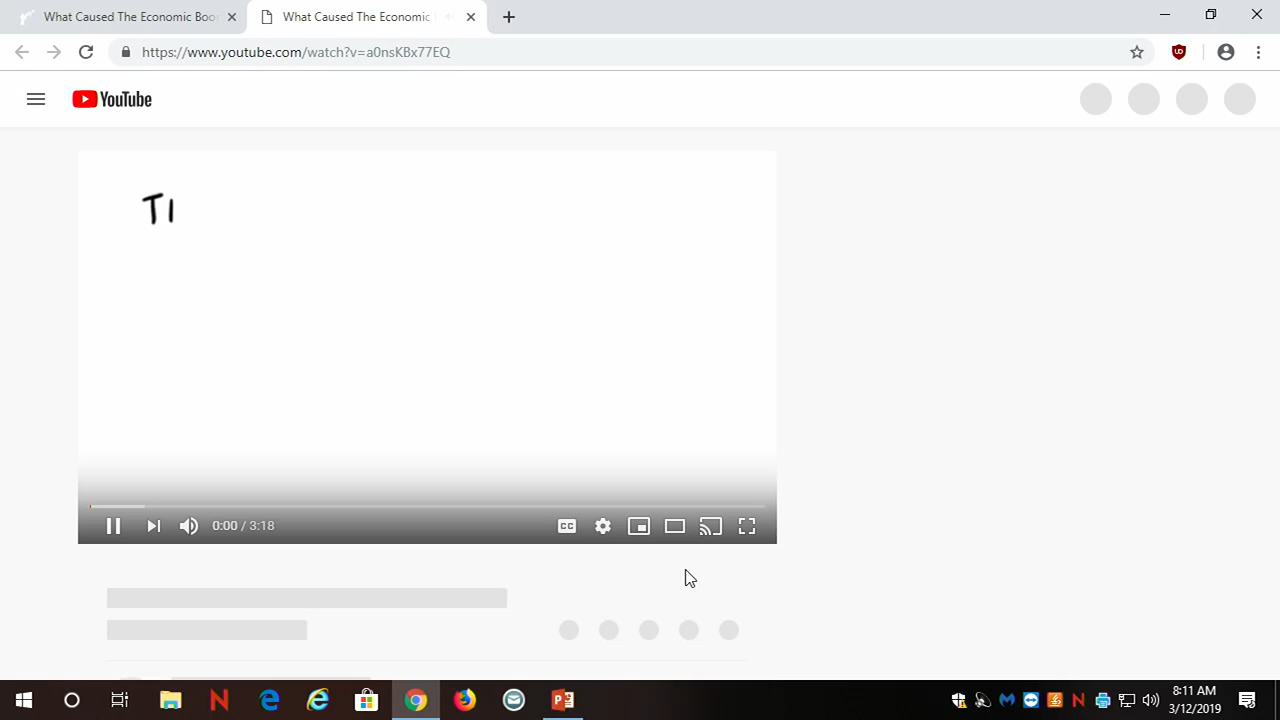 What Caused The Economic Boo
What Caused The Economic
https://www.youtube.com/watch?v=a0nsKBx77EQ
YouTube
TI
0:00 / 3:18
CC
8:11 AM
3/12/2019